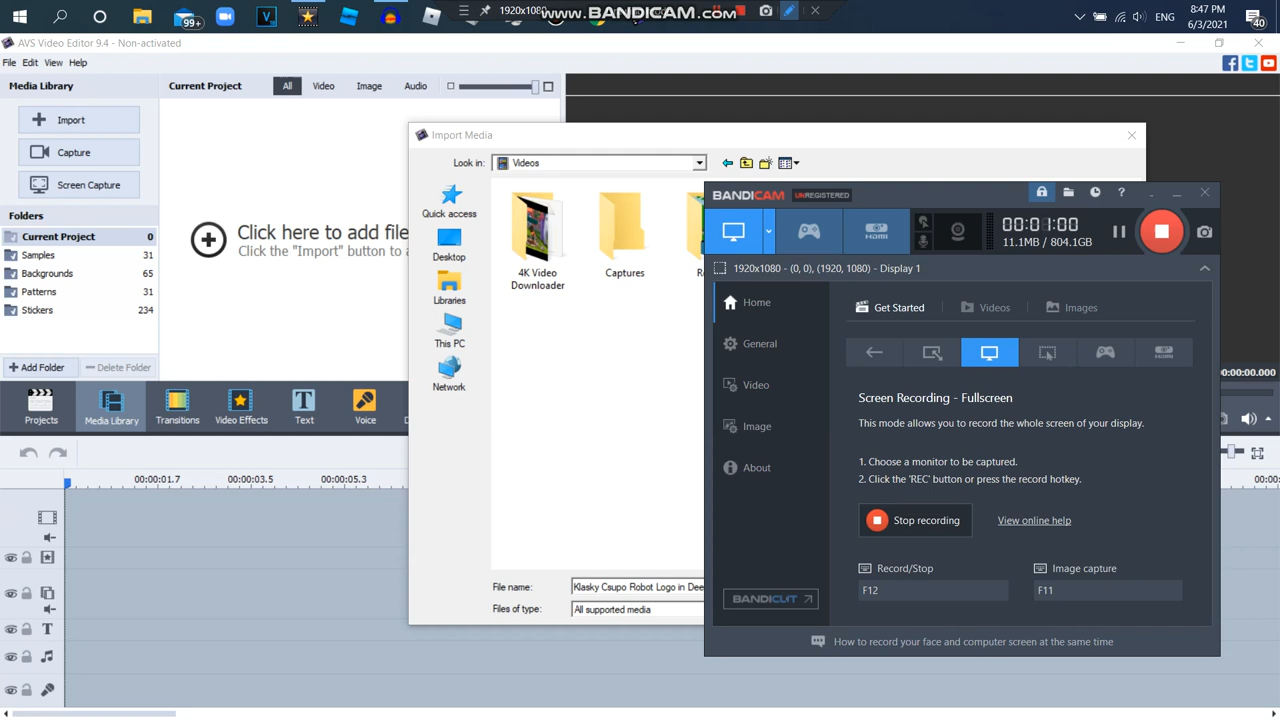 99+
1920x1080
www.BANDICAM.com
ENG
8:47 PM
6/3/2021
40
AVS Video Editor 9.4 - Non-activated
File Edit View Help
Media Library
Current Project
All
Video
Image
Audio
Import
Capture
Screen Capture
Folders
Current Project 0
Samples 31
Backgrounds 65
Patterns 31
Stickers 234
Add Folder
Delete Folder
Click here to add file
Click the "Import" button to a
Import Media
Look in:
Videos
Quick access
Desktop
Libraries
This PC
Network
4K Video
Downloader
Captures
File name:
Klasky Csupo Robot Logo in Dee
Files of type:
All supported media
BANDICAM
UNREGISTERED
HDMI
11.1MB / 804.1GB
1920x1080 - (0, 0), (1920, 1080) - Display 1
Home
General
Video
Image
About
BANDICUT
Get Started
Videos
Images
HDMI
Screen Recording - Fullscreen
This mode allows you to record the whole screen of your display.
1. Choose a monitor to be captured.
2. Click the 'REC' button or press the record hotkey.
Stop recording
View online help
Record/Stop
F12
Image capture
F11
How to record your face and computer screen at the same time
Projects
Media Library
Transitions
Video Effects
Text
Voice
00:00:01.7
00:00:03.5
00:00:05.3